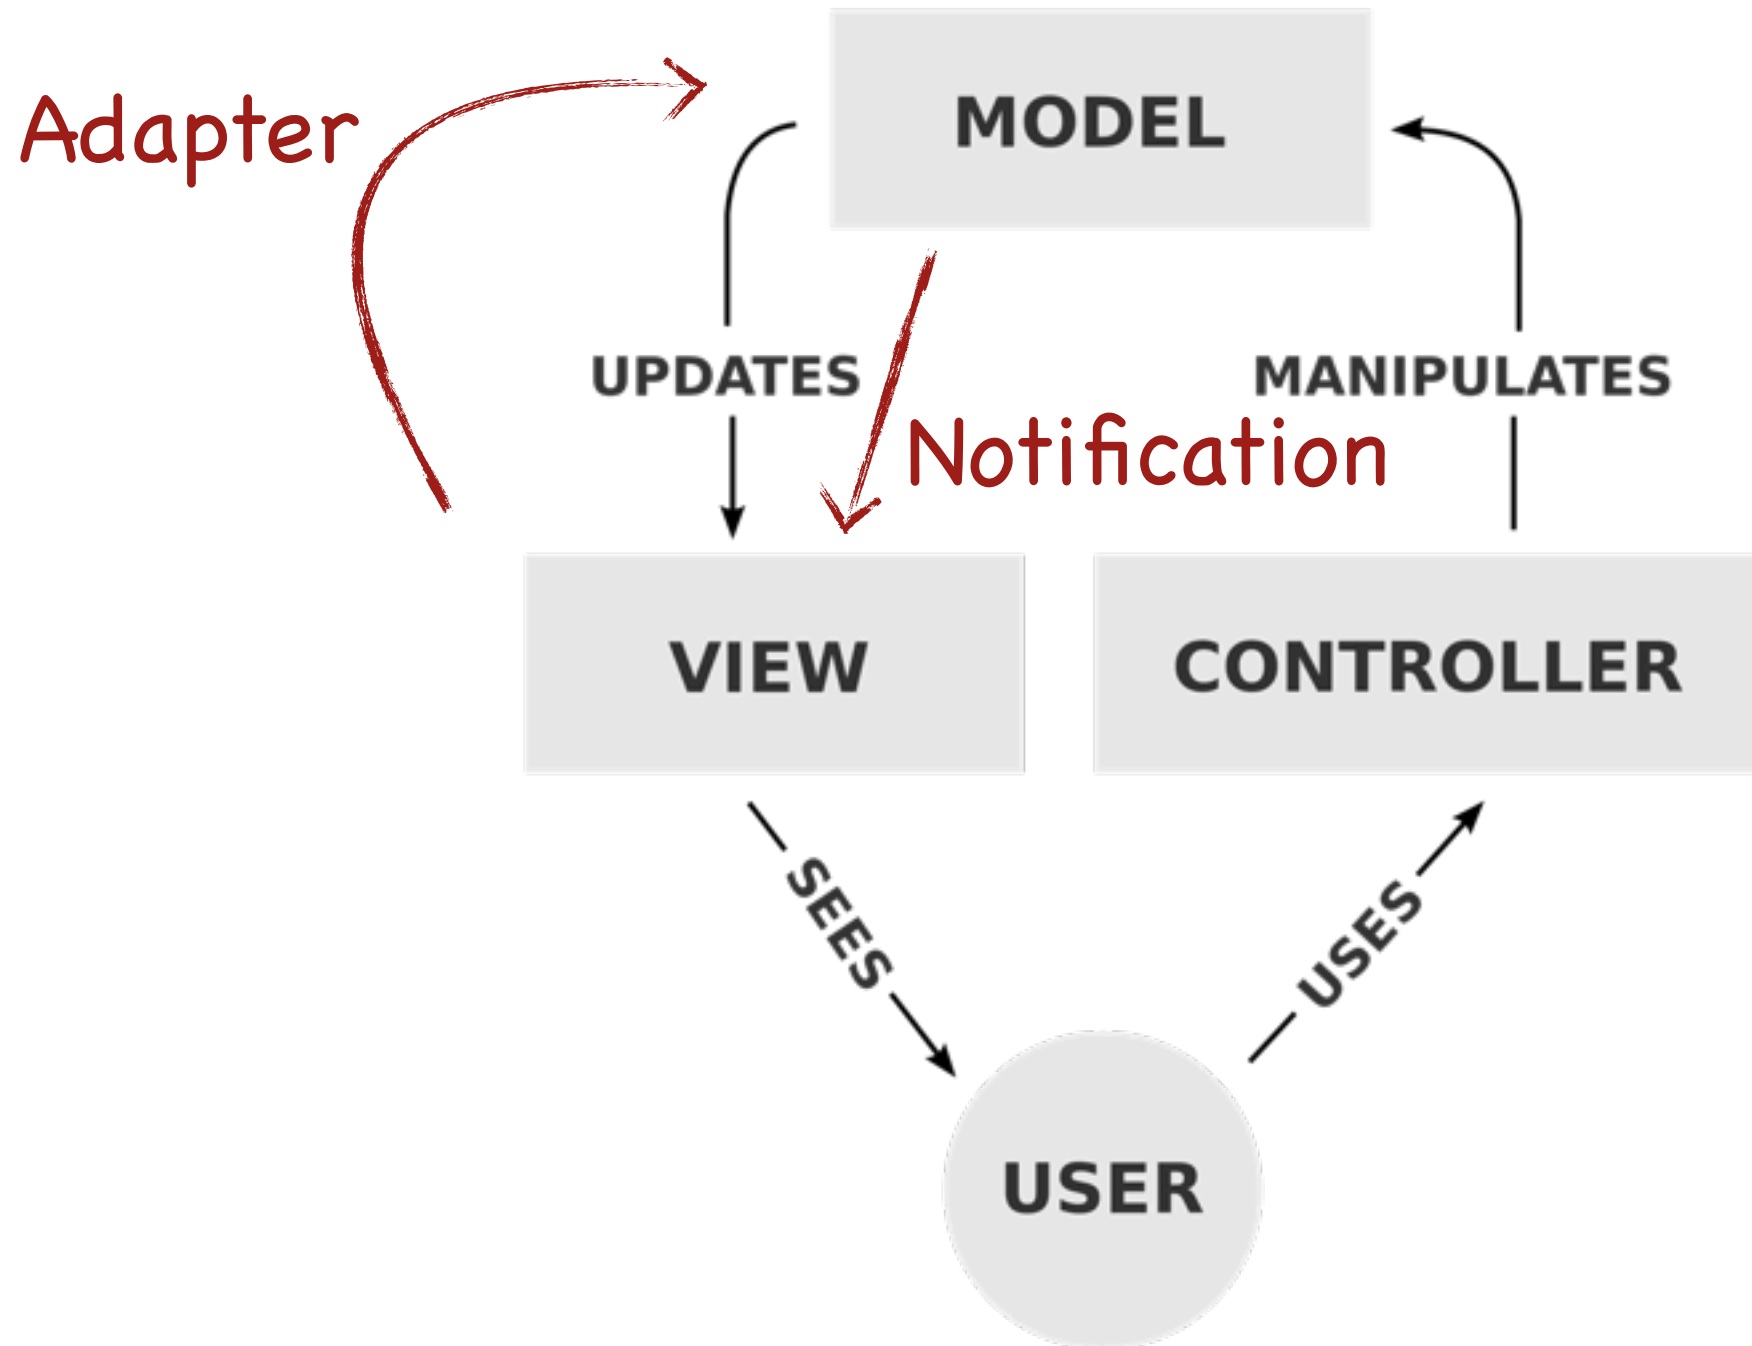 MODEL
Adapter
UPDATES
MANIPULATES
Notification
VIEW
CONTROLLER
SEES
USES
USER